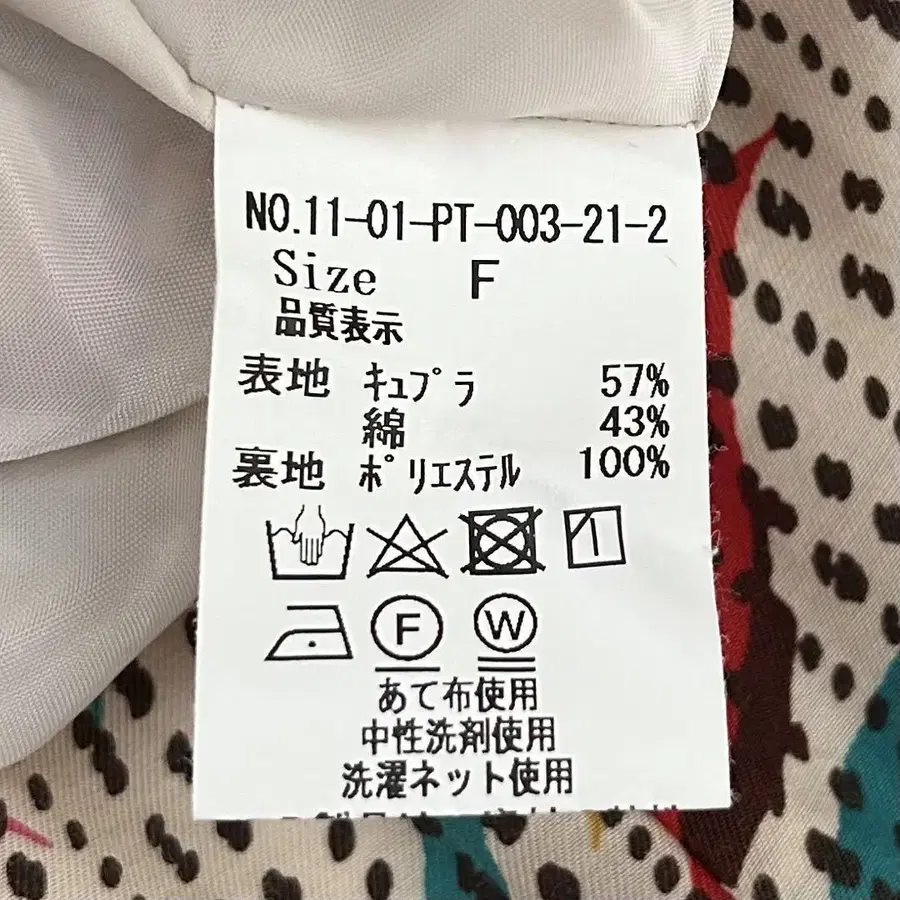 NO.11-01-PT-003-21-2
Size F
品質表示
表地 キュプラ 57%
綿 43%
裏地 ポリエステル 100%
F W
あて布使用
中性洗剤使用
洗濯ネット使用